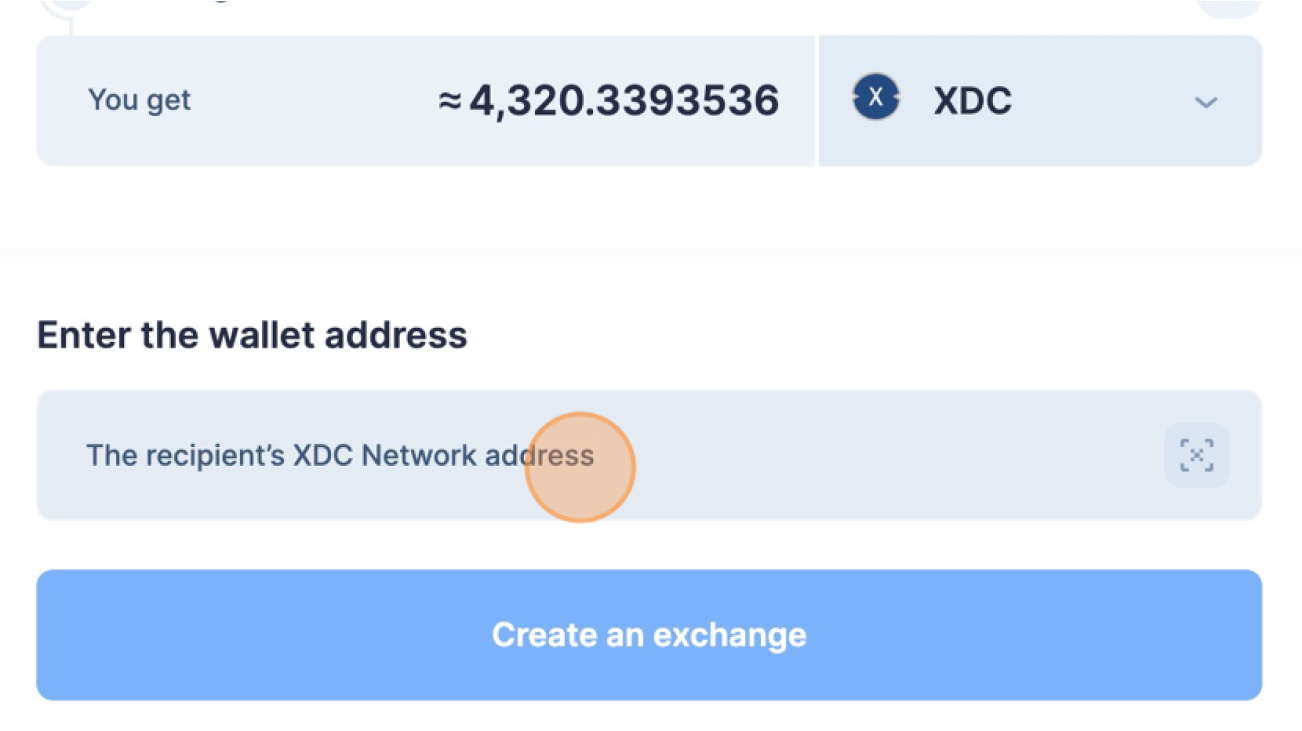 You get
≈ 4,320.3393536
X
XDC
Enter the wallet address
The recipient's XDC Network address
Create an exchange